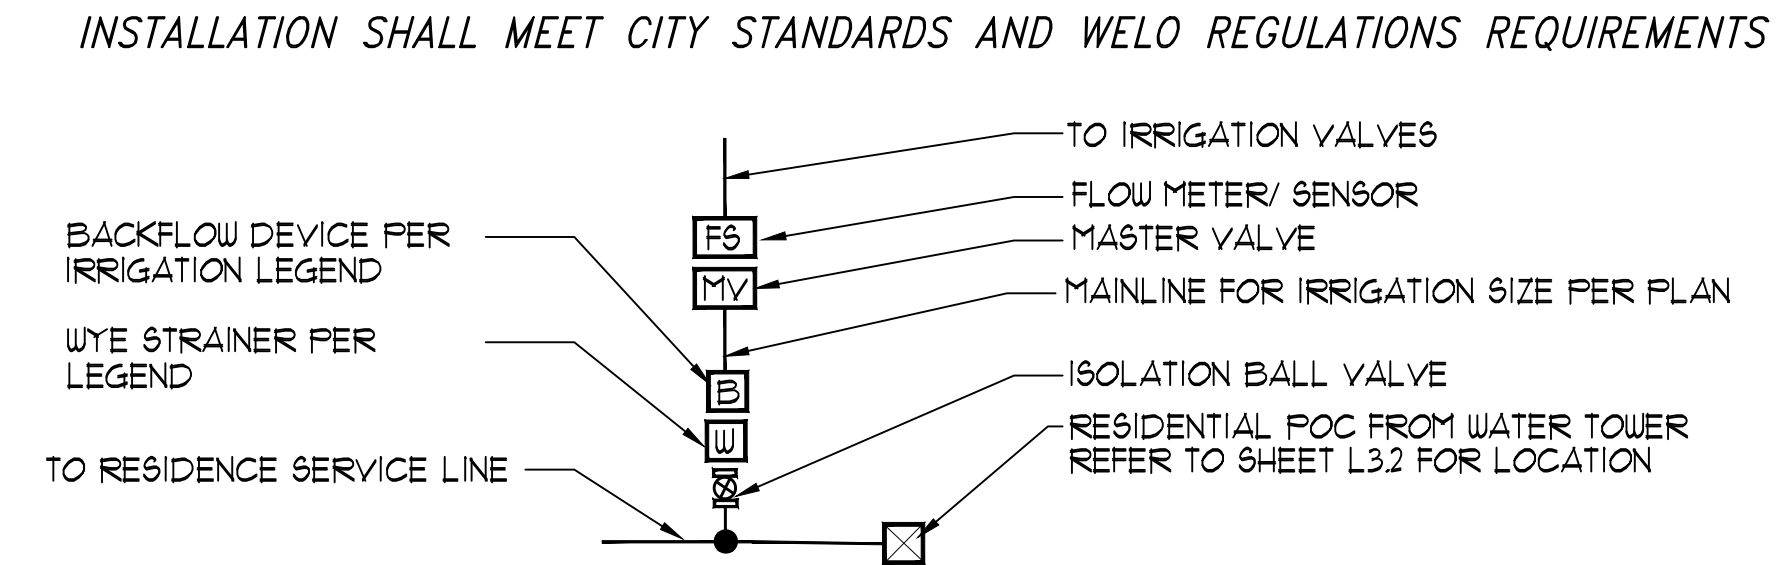 INSTALLATION SHALL MEET CITY STANDARDS AND WELO REGULATIONS REQUIREMENTS
TO IRRIGATION VALVES
FLOW METER/ SENSOR
BACKFLOW DEVICE PER
IRRIGATION LEGEND
FS
MASTER VALVE
MV
MAINLINE FOR IRRIGATION SIZE PER PLAN
WYE STRAINER PER
LEGEND
ISOLATION BALL VALVE
B
W
RESIDENTIAL POC FROM WATER TOWER
REFER TO SHEET L3.2 FOR LOCATION
TO RESIDENCE SERVICE LINE